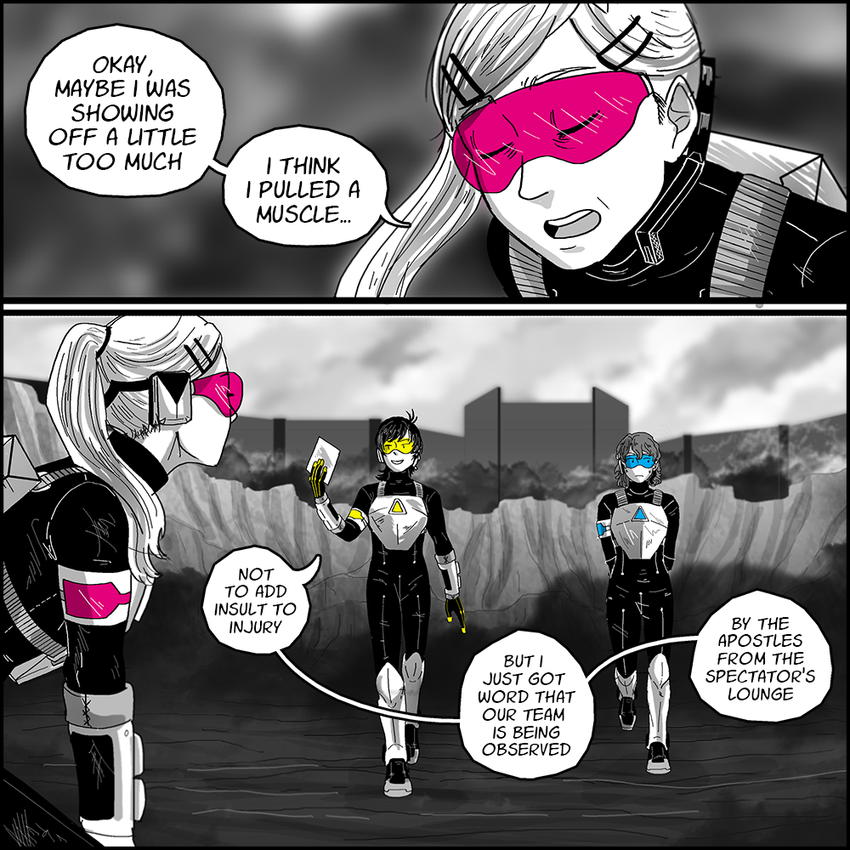 OKAY,
MAYBE I WAS
SHOWING
OFF A LITTLE
TOO MUCH
I THINK
I PULLED A
MUSCLE...
NOT
TO ADD
INSULT TO
INJURY
BUT I
JUST GOT
WORD THAT
OUR TEAM
IS BEING
OBSERVED
BY THE
APOSTLES
FROM THE
SPECTATOR'S
LOUNGE